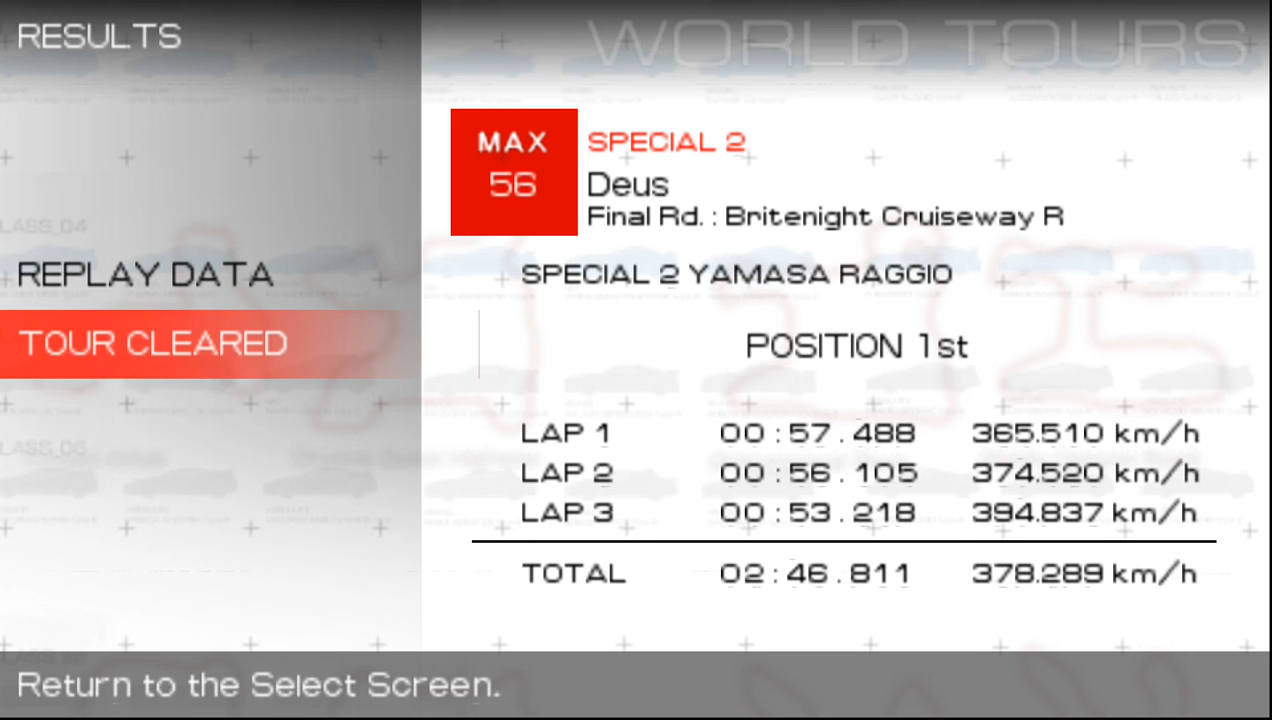 RESULTS
WORLD TOURS
MAX
56
SPECIAL 2
Deus
Final Rd. : Britenight Cruiseway R
LASS_04
REPLAY DATA
SPECIAL 2 YAMASA RAGGIO
TOUR CLEARED
POSITION 1st
LAP 1 00 : 57 . 488 365.510 km/h
LASS_06
LAP 2 00 : 56 . 105 374.520 km/h
LAP 3 00 : 53 . 218 394.837 km/h
TOTAL 02 : 46 . 811 378.289 km/h
Return to the Select Screen.